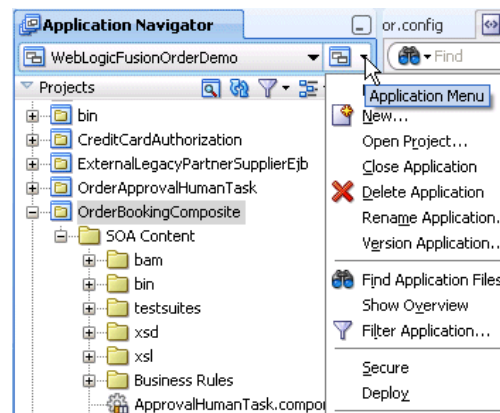 Application Navigator
or.config
WebLogicFusionOrderDemo
Find
Projects
Application Menu
bin
New...
CreditCardAuthorization
Open Project...
ExternalLegacyPartnerSupplierEjb
Close Application
OrderApprovalHumanTask
Delete Application
OrderBookingComposite
Rename Application.
SOA Content
Version Application..
bam
bin
Find Application Files
testsuites
Show Overview
xsd
Filter Application...
xsl
Secure
Business Rules
Deploy
ApprovalHumanTask.compo